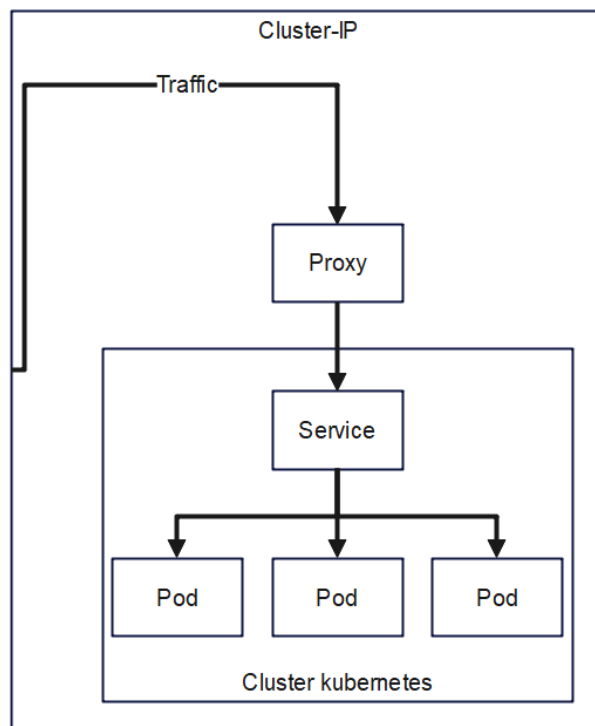 Cluster-IP
Traffic
Proxy
Service
Pod
Pod
Pod
Cluster kubernetes